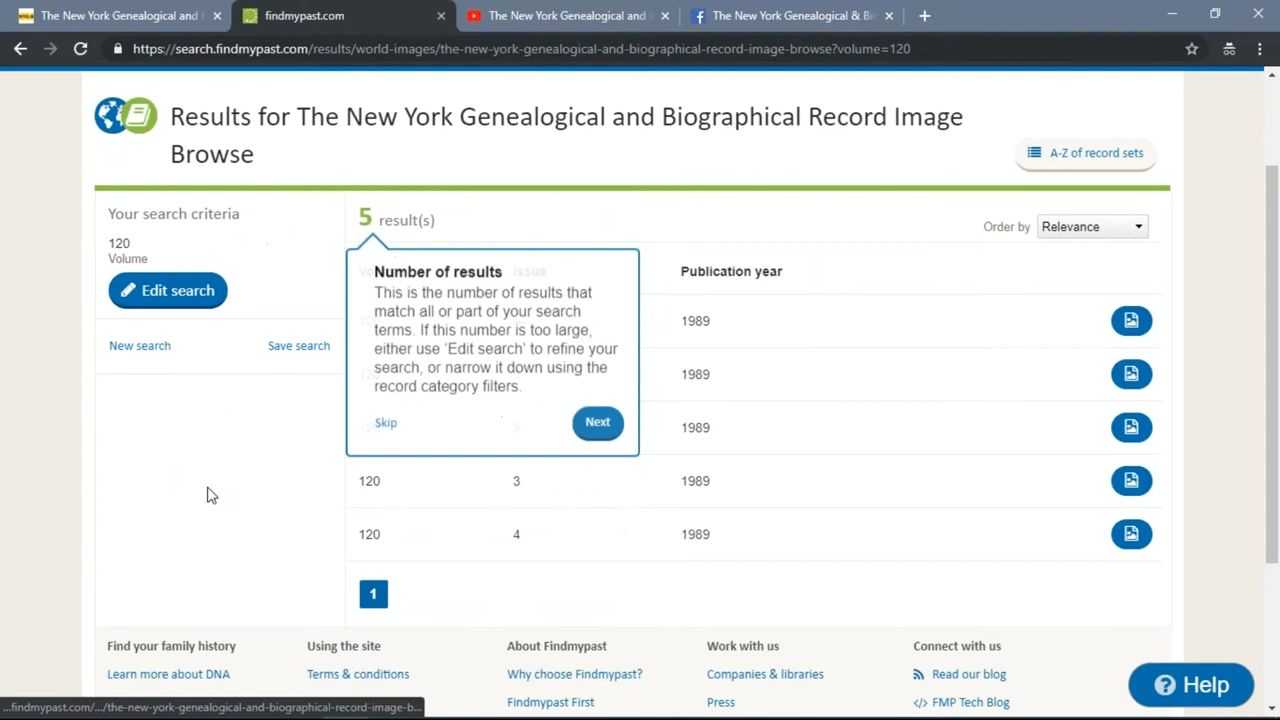 The New York Genealogical and
findmypast.com
The New York Genealogical and
The New York Genealogical & Bi
https://search.findmypast.com/results/world-images/the-new-york-genealogical-and-biographical-record-image-browse?volume=120
Results for The New York Genealogical and Biographical Record Image
Browse
A-Z of record sets
Your search criteria
5 result(s)
Order by Relevance
120
Volume
Edit search
New search Save search
Number of results
Issue
Publication year
This is the number of results that
match all or part of your search
terms. If this number is too large,
either use 'Edit search' to refine your
search, or narrow it down using the
record category filters.
Skip
2
Next
1989
1989
1989
120 3 1989
120 4 1989
1
Find your family history Using the site About Findmypast Work with us Connect with us
Learn more about DNA Terms & conditions Why choose Findmypast? Companies & libraries Read our blog
Findmypast First Press FMP Tech Blog
Help
...findmypast.com/.../the-new-york-genealogical-and-biographical-record-image-b...